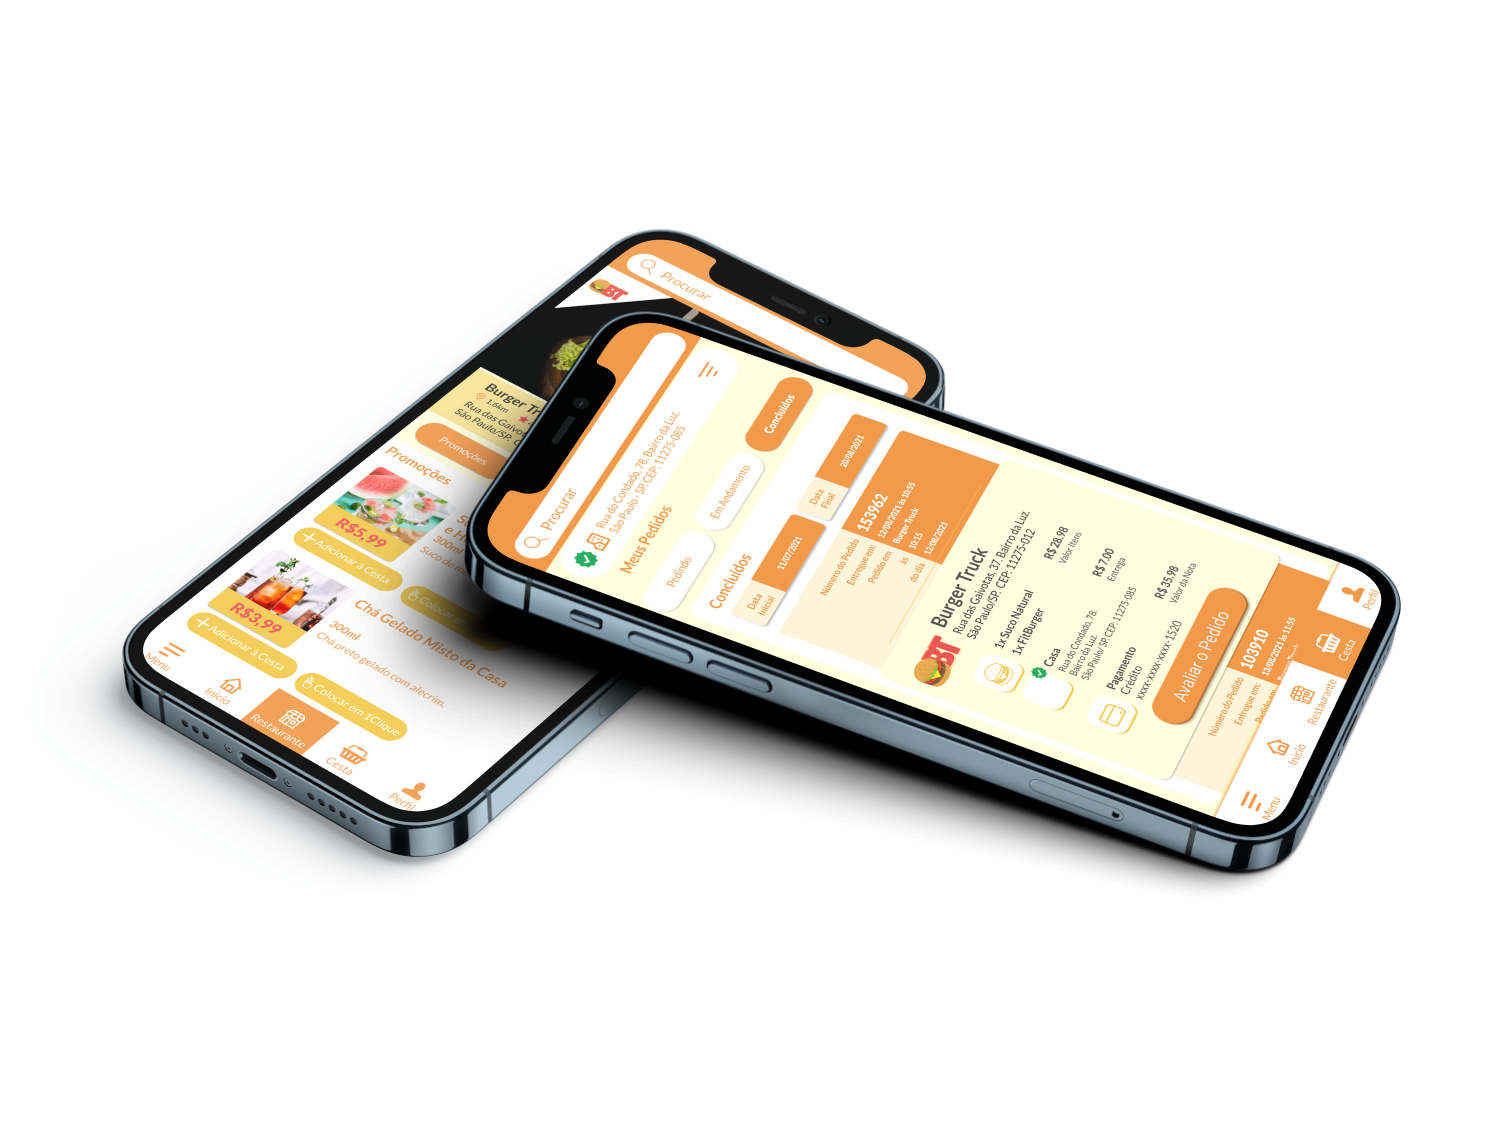 Procurar
BT
Burger Tr
1,6km
Rua das Gaivot
São Paulo/SP. C
Promoções
Promoções
R$5,99
300ml
Suco de m
+Adicionar à Cesta
Colocar
R$3,99
Chá Gelado Misto da Casa
300ml
Chá preto gelado com alecrim.
+Adicionar à Cesta
Colocar em 1Clique
Menu
Início
Restaurante
Cesta
Perfil
Procurar
Rua do Condado, 78. Bairro da Luz.
São Paulo - SP. CEP: 11275-085
Meus Pedidos
Pedindo
Em Andamento
Concluídos
Concluídos
Data
Inicial
11/07/2021
Data
Final
20/08/2021
Número do Pedido
153962
Entregue em:
12/08/2021 às 10:55
Pedido em
Burger Truck
às
10:15
do dia
12/08/2021
BT
Burger Truck
Rua das Gaivotas, 37. Bairro da Luz.
São Paulo/SP. CEP: 11275-012
1x Suco Natural
1x FitBurger
R$ 28,98
Valor Itens
Casa
Rua do Condado, 78.
Bairro da Luz.
São Paulo/ SP. CEP: 11275 085
R$ 7,00
Entrega
Pagamento
Crédito
xxxx-xxxx-xxxx-1520
R$ 35,98
Valor da Nota
Avaliar o Pedido
Número do Pedido
103910
Entregue em:
13/08/2021 às 11:55
Pedido em
Menu
Início
Restaurante
Cesta
Perfil